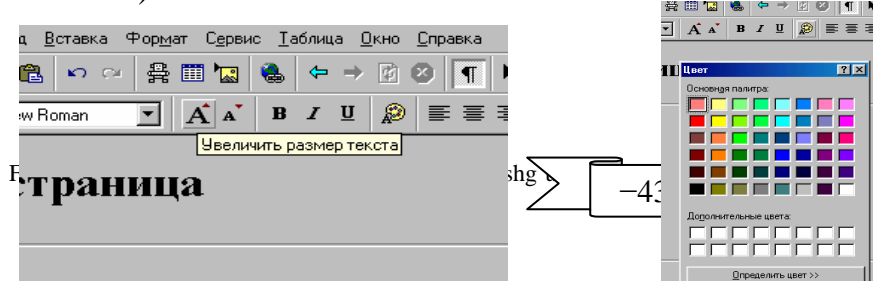 Вставка Формат Сервис Таблица Окно Справка
ew Roman
Ж I U
Увеличить размер текста
F
страница
shg
−43
Цвет
Основная палитра:
Дополнительные цвета:
Определить цвет >>